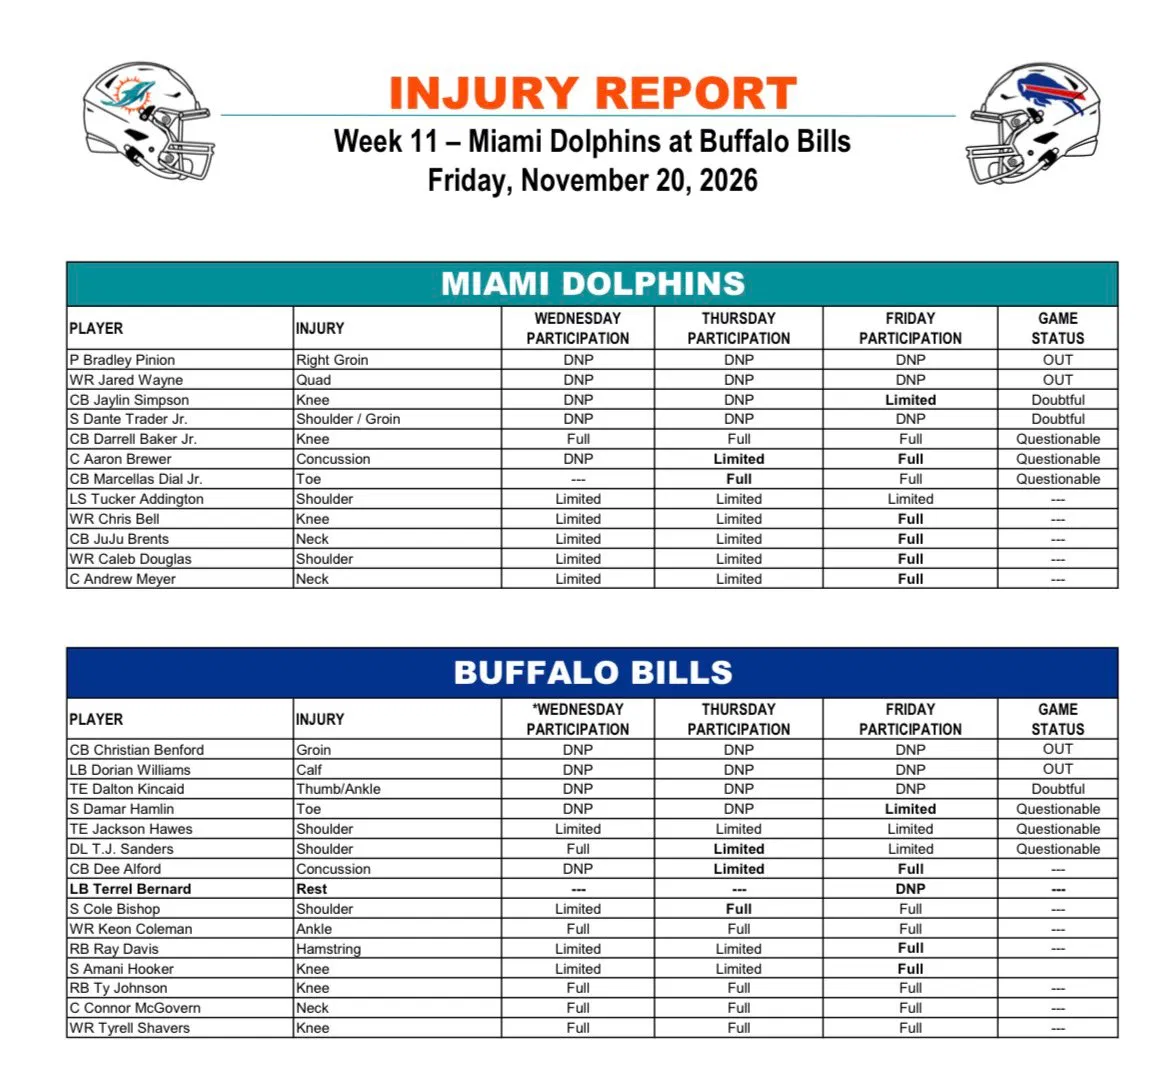 INJURY REPORT
Week 11 – Miami Dolphins at Buffalo Bills
Friday, November 20, 2026
MIAMI DOLPHINS
PLAYER INJURY WEDNESDAY PARTICIPATION THURSDAY PARTICIPATION FRIDAY PARTICIPATION GAME STATUS
P Bradley Pinion Right Groin DNP DNP DNP OUT
WR Jared Wayne Quad DNP DNP DNP OUT
CB Jaylin Simpson Knee DNP DNP Limited Doubtful
S Dante Trader Jr. Shoulder / Groin DNP DNP DNP Doubtful
CB Darrell Baker Jr. Knee Full Full Full Questionable
C Aaron Brewer Concussion DNP Limited Full Questionable
CB Marcellas Dial Jr. Toe --- Full Full Questionable
LS Tucker Addington Shoulder Limited Limited Limited ---
WR Chris Bell Knee Limited Limited Full ---
CB JuJu Brents Neck Limited Limited Full ---
WR Caleb Douglas Shoulder Limited Limited Full ---
C Andrew Meyer Neck Limited Limited Full ---
BUFFALO BILLS
PLAYER INJURY *WEDNESDAY PARTICIPATION THURSDAY PARTICIPATION FRIDAY PARTICIPATION GAME STATUS
CB Christian Benford Groin DNP DNP DNP OUT
LB Dorian Williams Calf DNP DNP DNP OUT
TE Dalton Kincaid Thumb/Ankle DNP DNP DNP Doubtful
S Damar Hamlin Toe DNP DNP Limited Questionable
TE Jackson Hawes Shoulder Limited Limited Limited Questionable
DL T.J. Sanders Shoulder Full Limited Limited Questionable
CB Dee Alford Concussion DNP Limited Full ---
LB Terrel Bernard Rest --- --- DNP ---
S Cole Bishop Shoulder Limited Full Full ---
WR Keon Coleman Ankle Full Full Full ---
RB Ray Davis Hamstring Limited Limited Full ---
S Amani Hooker Knee Limited Limited Full
RB Ty Johnson Knee Full Full Full ---
C Connor McGovern Neck Full Full Full ---
WR Tyrell Shavers Knee Full Full Full ---